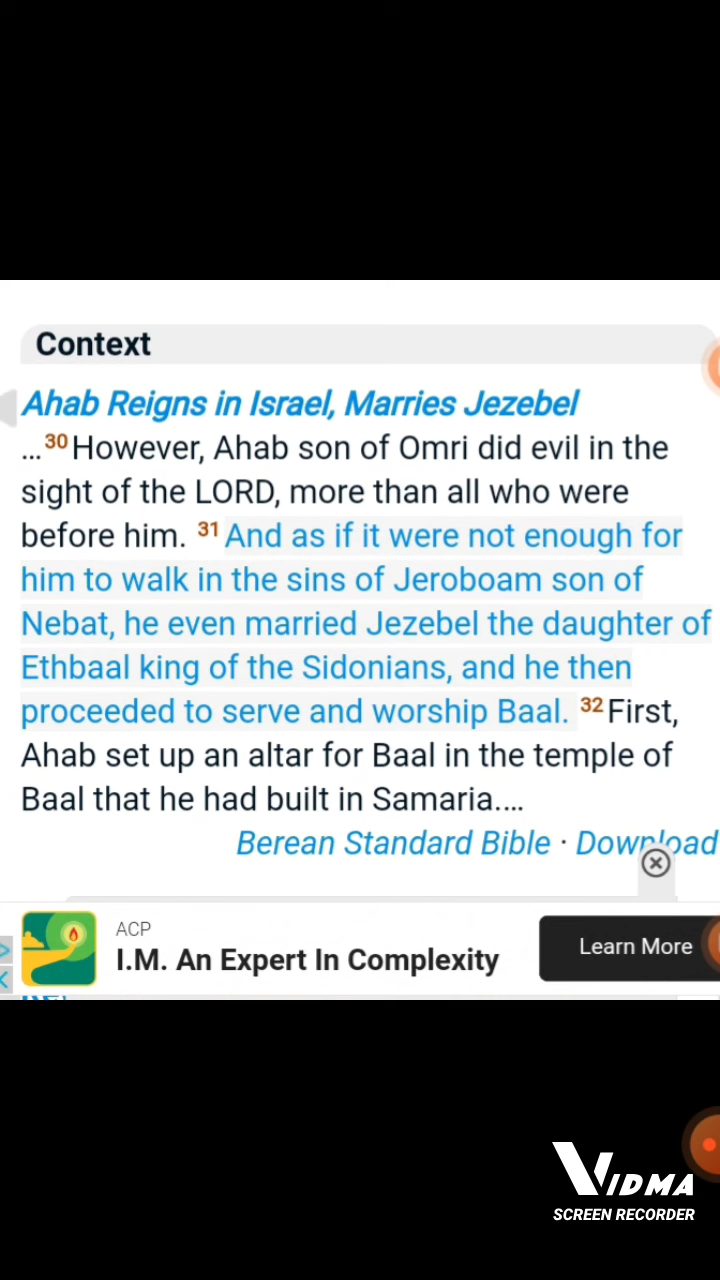 Context
Ahab Reigns in Israel, Marries Jezebel
...30 However, Ahab son of Omri did evil in the
sight of the LORD, more than all who were
before him. 31 And as if it were not enough for
him to walk in the sins of Jeroboam son of
Nebat, he even married Jezebel the daughter of
Ethbaal king of the Sidonians, and he then
proceeded to serve and worship Baal. 32 First,
Ahab set up an altar for Baal in the temple of
Baal that he had built in Samaria....
Berean Standard Bible · Download
ACP
I.M. An Expert In Complexity
Learn More
VIDMA
SCREEN RECORDER